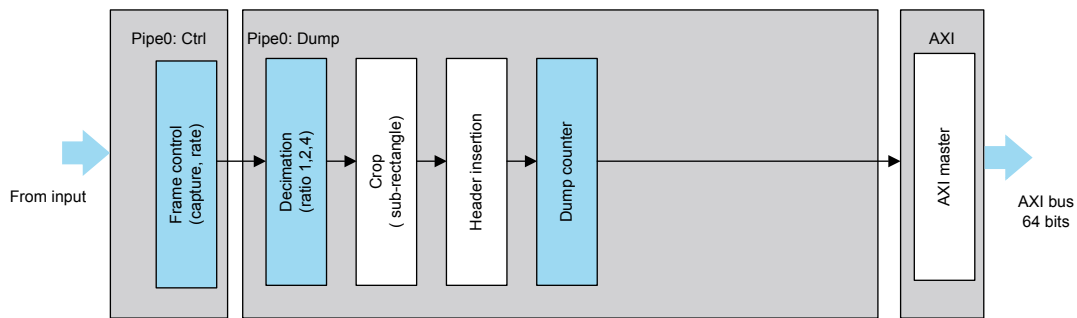 Pipe0: Ctrl
Pipe0: Dump
AXI
From input
Frame control
(capture, rate)
Decimation
(ratio 1,2,4)
Crop
( sub-rectangle)
Header insertion
Dump counter
AXI master
AXI bus
64 bits